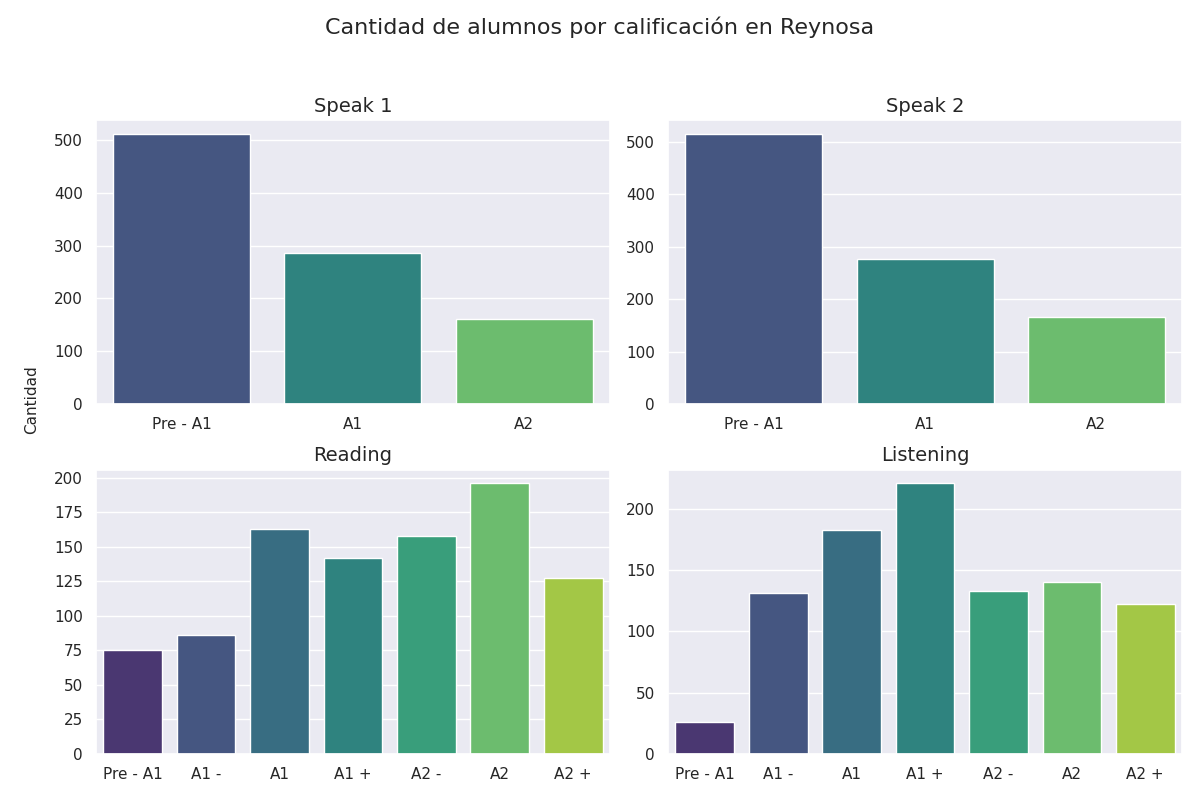 Cantidad de alumnos por calificación en Reynosa
Speak 1
500
400
300
200
100
0
Pre - A1 A1 A2
Speak 2
500
400
300
200
100
0
Pre - A1 A1 A2
Cantidad
Reading
200
175
150
125
100
75
50
25
0
Pre - A1 A1 - A1 A1 + A2 - A2 A2 +
Listening
200
150
100
50
0
Pre - A1 A1 - A1 A1 + A2 - A2 A2 +